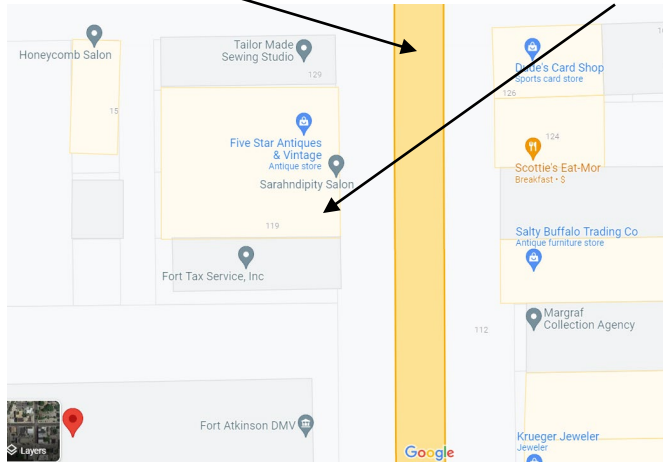 Honeycomb Salon
15
Tailor Made
Sewing Studio
129
Five Star Antiques
& Vintage
Antique store
Sarahndipity Salon
119
Fort Tax Service, Inc
Fort Atkinson DMV
Layers
Google
Dude's Card Shop
Sports card store
126
124
Scottie's Eat-Mor
Breakfast • $
Salty Buffalo Trading Co
Antique furniture store
Margraf
Collection Agency
112
Krueger Jeweler
Jeweler